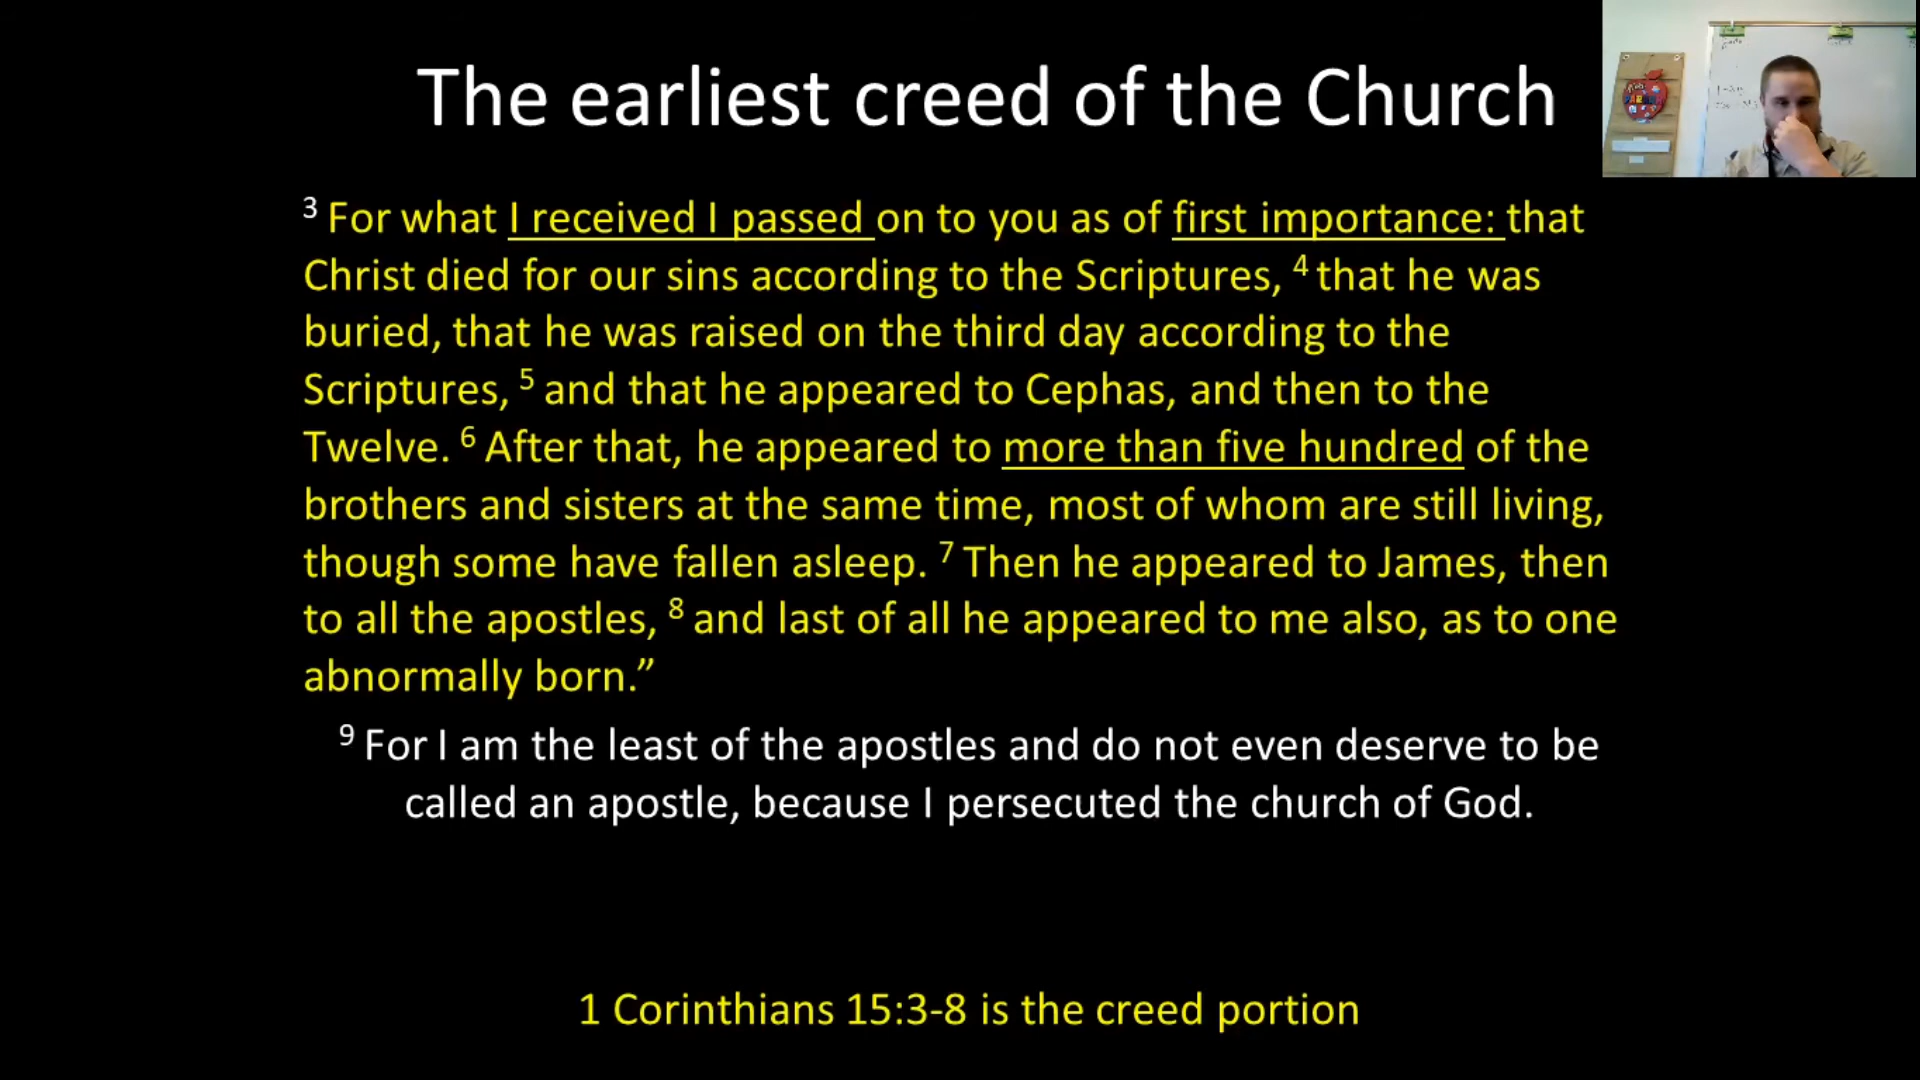 The earliest creed of the Church
3 For what I received I passed on to you as of first importance: that
Christ died for our sins according to the Scriptures, 4 that he was
buried, that he was raised on the third day according to the
Scriptures, 5 and that he appeared to Cephas, and then to the
Twelve. 6 After that, he appeared to more than five hundred of the
brothers and sisters at the same time, most of whom are still living,
though some have fallen asleep. 7 Then he appeared to James, then
to all the apostles, 8 and last of all he appeared to me also, as to one
abnormally born.”
9 For I am the least of the apostles and do not even deserve to be
called an apostle, because I persecuted the church of God.
1 Corinthians 15:3-8 is the creed portion